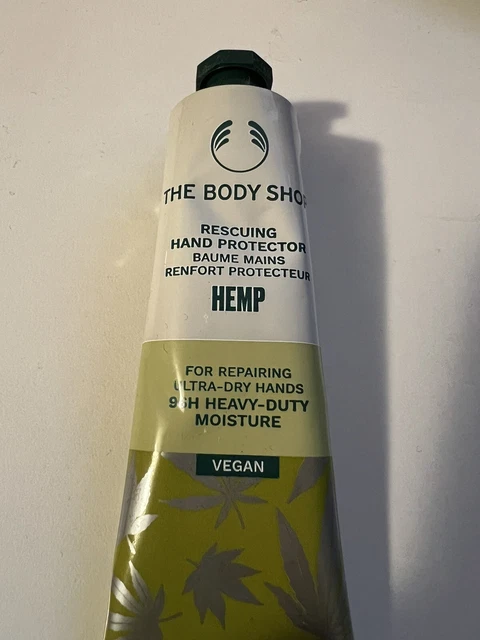 THE BODY SHOP
RESCUING
HAND PROTECTOR
BAUME MAINS
RENFORT PROTECTEUR
HEMP
FOR REPAIRING
ULTRA-DRY HANDS
96H HEAVY-DUTY
MOISTURE
VEGAN